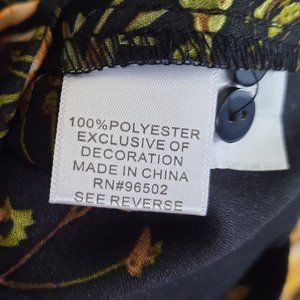 100%POLYESTER
EXCLUSIVE OF
DECORATION
MADE IN CHINA
RN#96502
SEE REVERSE